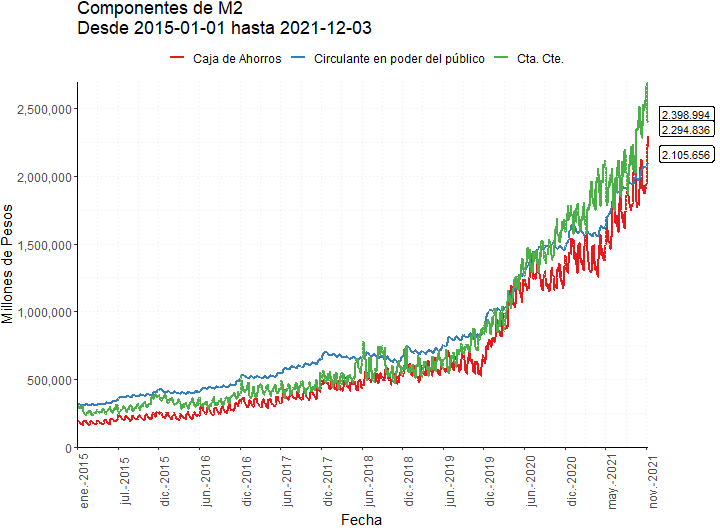 Componentes de M2
Desde 2015-01-01 hasta 2021-12-03
Caja de Ahorros Circulante en poder del público Cta. Cte.
Millones de Pesos
2,500,000
2,000,000
1,500,000
1,000,000
500,000
0
2.398.994
2.294.836
2.105.656
ene.-2015
jul.-2015
dic.-2015
jun.-2016
dic.-2016
jun.-2017
dic.-2017
jun.-2018
dic.-2018
jun.-2019
dic.-2019
jun.-2020
dic.-2020
may.-2021
nov.-2021
Fecha